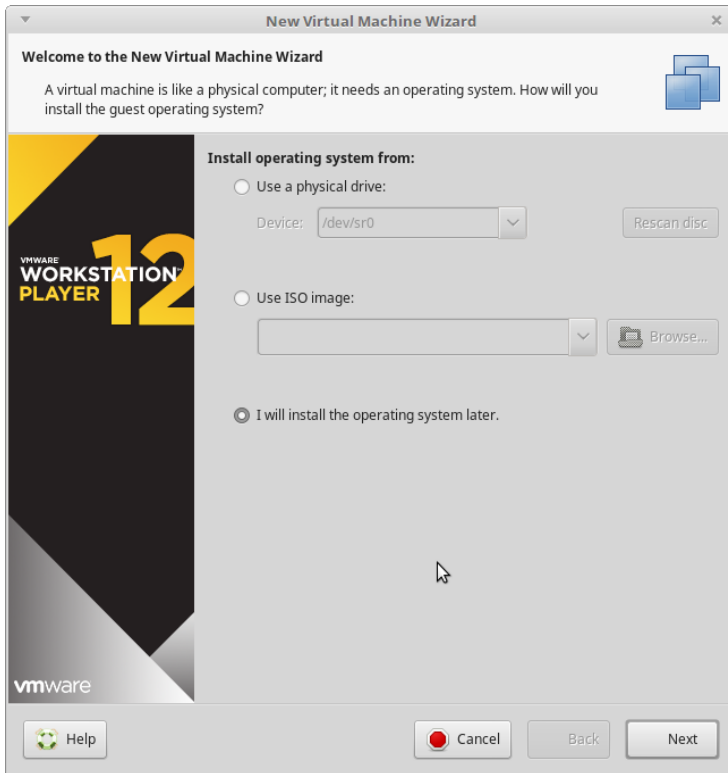 New Virtual Machine Wizard
Welcome to the New Virtual Machine Wizard
A virtual machine is like a physical computer; it needs an operating system. How will you
install the guest operating system?
VMWARE
WORKSTATION™
PLAYER 12
vmware
Install operating system from:
Use a physical drive:
Device: /dev/sr0 Rescan disc
Use ISO image:
Browse...
I will install the operating system later.
Help Cancel Back Next